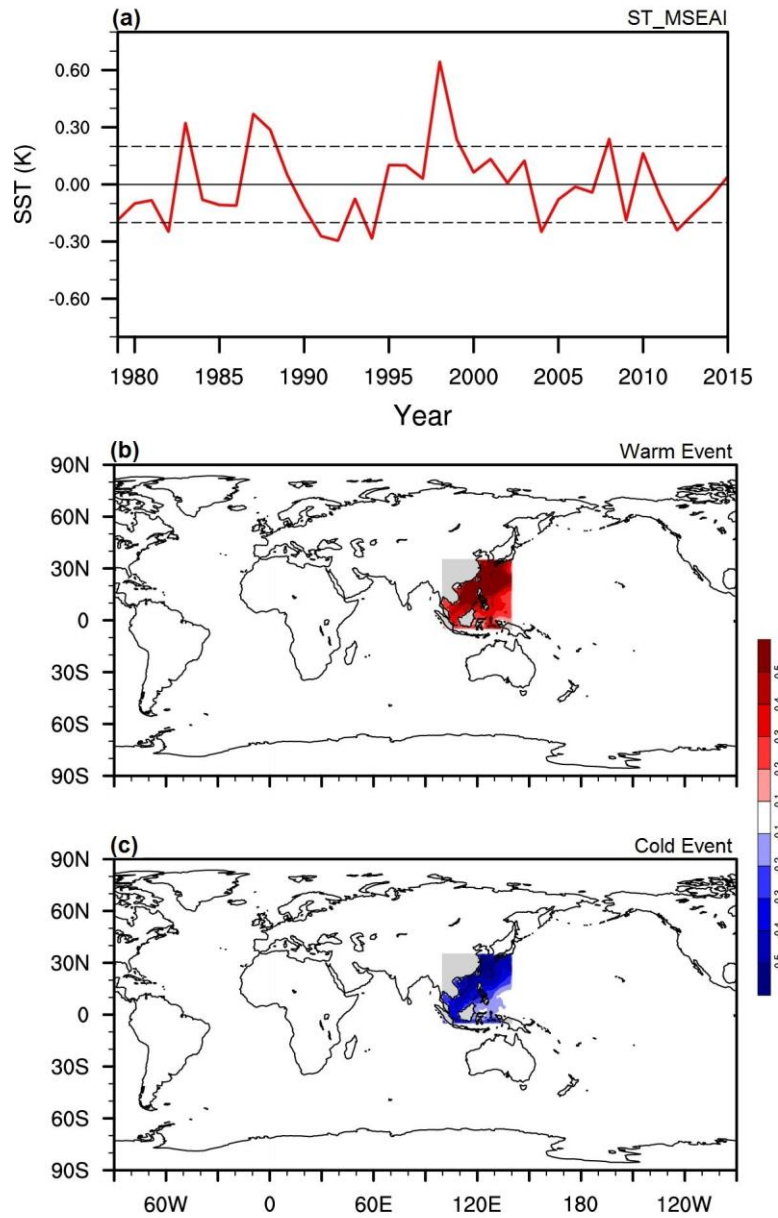 (a) ST_MSEAI
0.60
0.30
0.00
-0.30
-0.60
SST (K)
1980 1985 1990 1995 2000 2005 2010 2015
Year
(b) Warm Event
90N
60N
30N
0
30S
60S
90S
(c) Cold Event
90N
60N
30N
0
30S
60S
90S
60W 0 60E 120E 180 120W